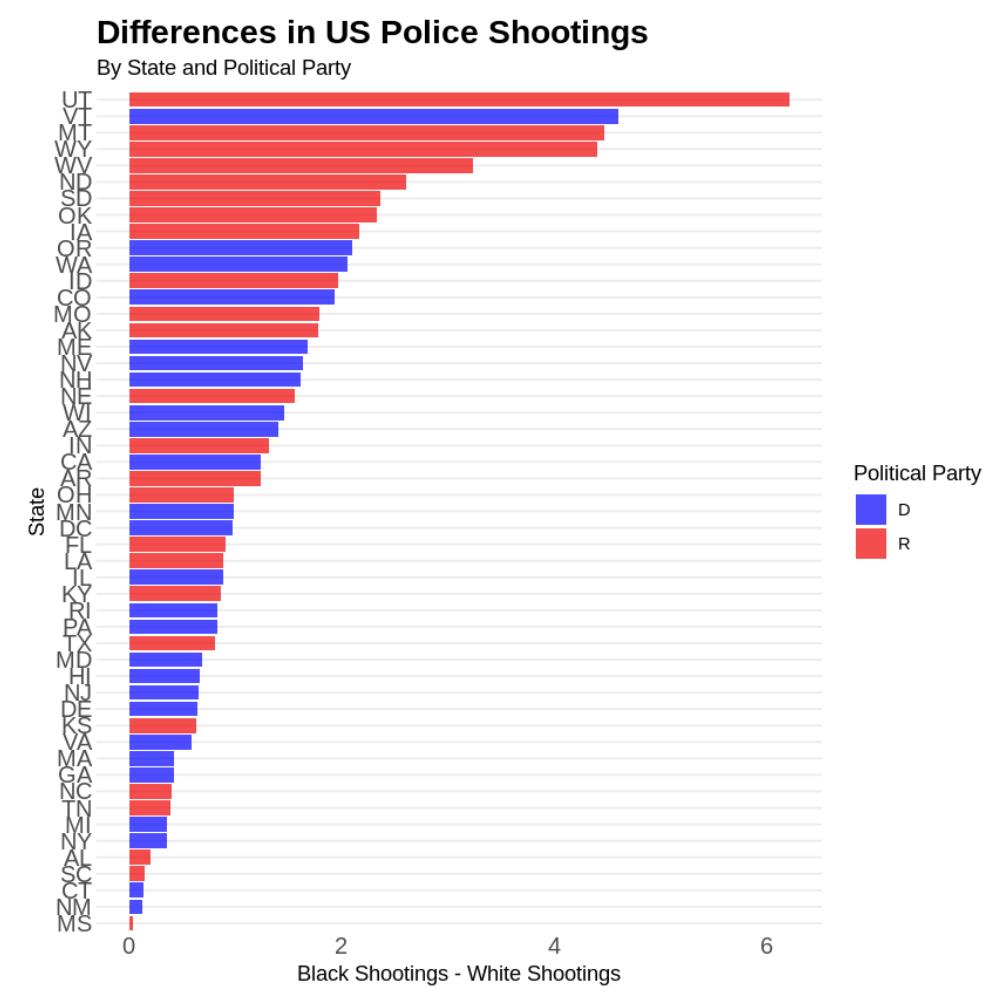 Differences in US Police Shootings
By State and Political Party
UT
VT
MT
WY
WV
ND
SD
OK
IA
OR
WA
ID
CO
MO
AK
ME
NV
NH
NE
WI
AZ
IN
CA
AR
OH
MN
DC
FL
LA
IL
KY
RI
PA
TX
MD
HI
NJ
DE
KS
VA
MA
GA
NC
TN
MI
NY
AL
SC
CT
NM
MS
State
0 2 4 6
Black Shootings - White Shootings
Political Party
D
R